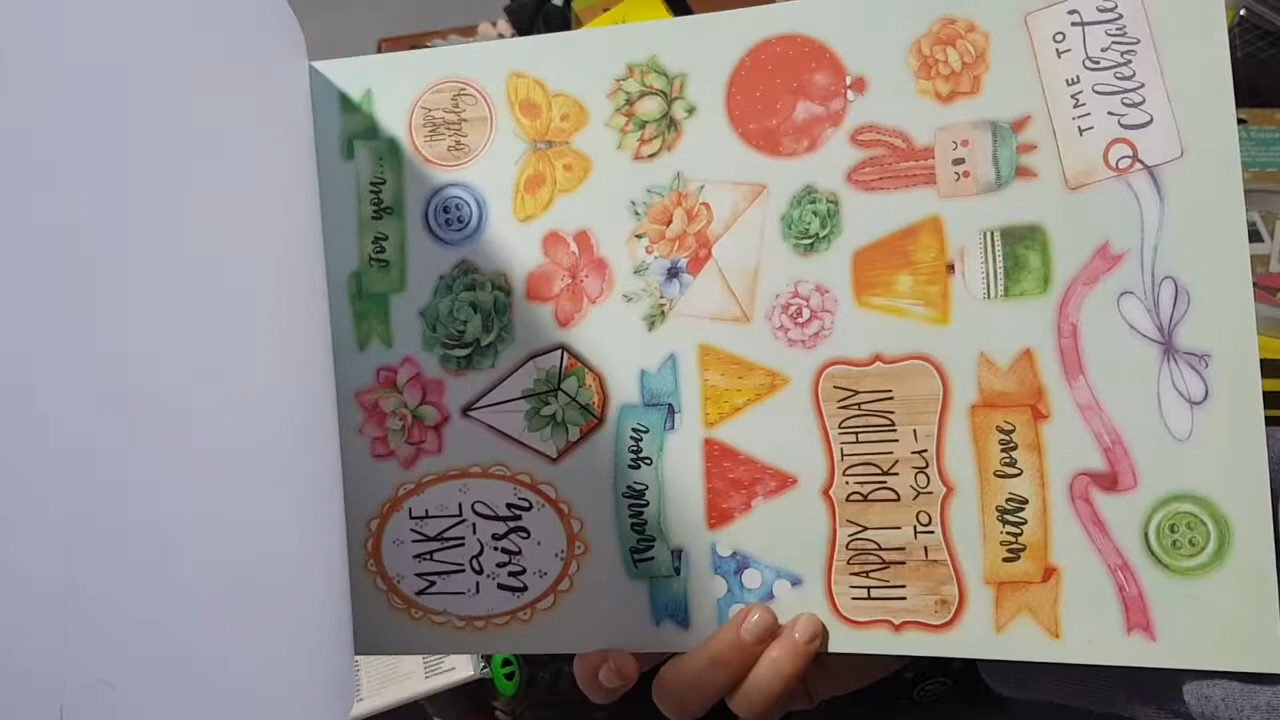 For you...
HAPPY
Birthday
TIME TO
celebrate
MAKE
- a -
wish
Thank you
HAPPY BIRTHDAY
- TO YOU -
with love